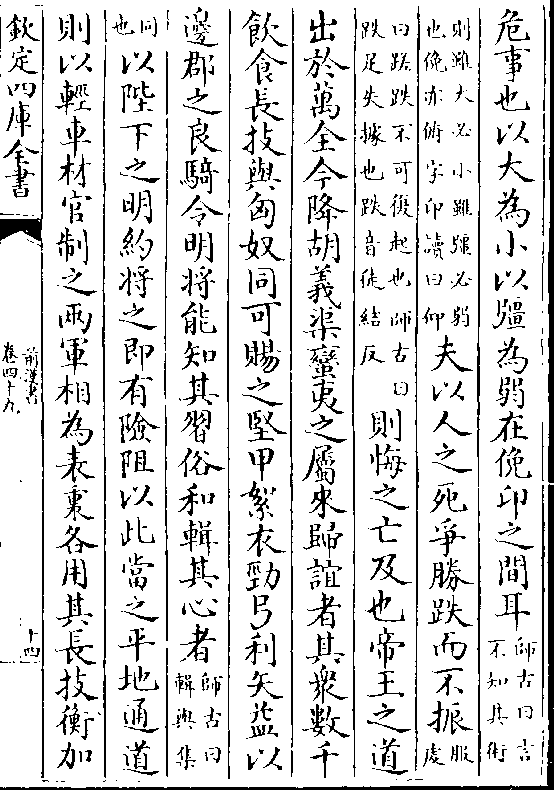 危事也以大為小以彊為弱在俛卬之間耳師古曰言不知其術
則雖大必小雖彊必弱也俛亦俯字卬讀曰仰夫以人之死爭勝跌而不振服虔
曰蹉跌不可復起也師古曰跌足失據也跌音徒結反則悔之亡及也帝王之道
出於萬全今降胡義渠蠻夷之屬來歸誼者其衆數千
飲食長技與匈奴同可賜之堅甲絮衣勁弓利矢益以
邊郡之良騎令明將能知其習俗和輯其心者師古曰輯與集
同也以陛下之明約將之即有險阻以此當之平地通道
則以輕車材官制之兩軍相為表裏各用其長技衡加
欽定四庫全書
前漢書
卷四十九
十四